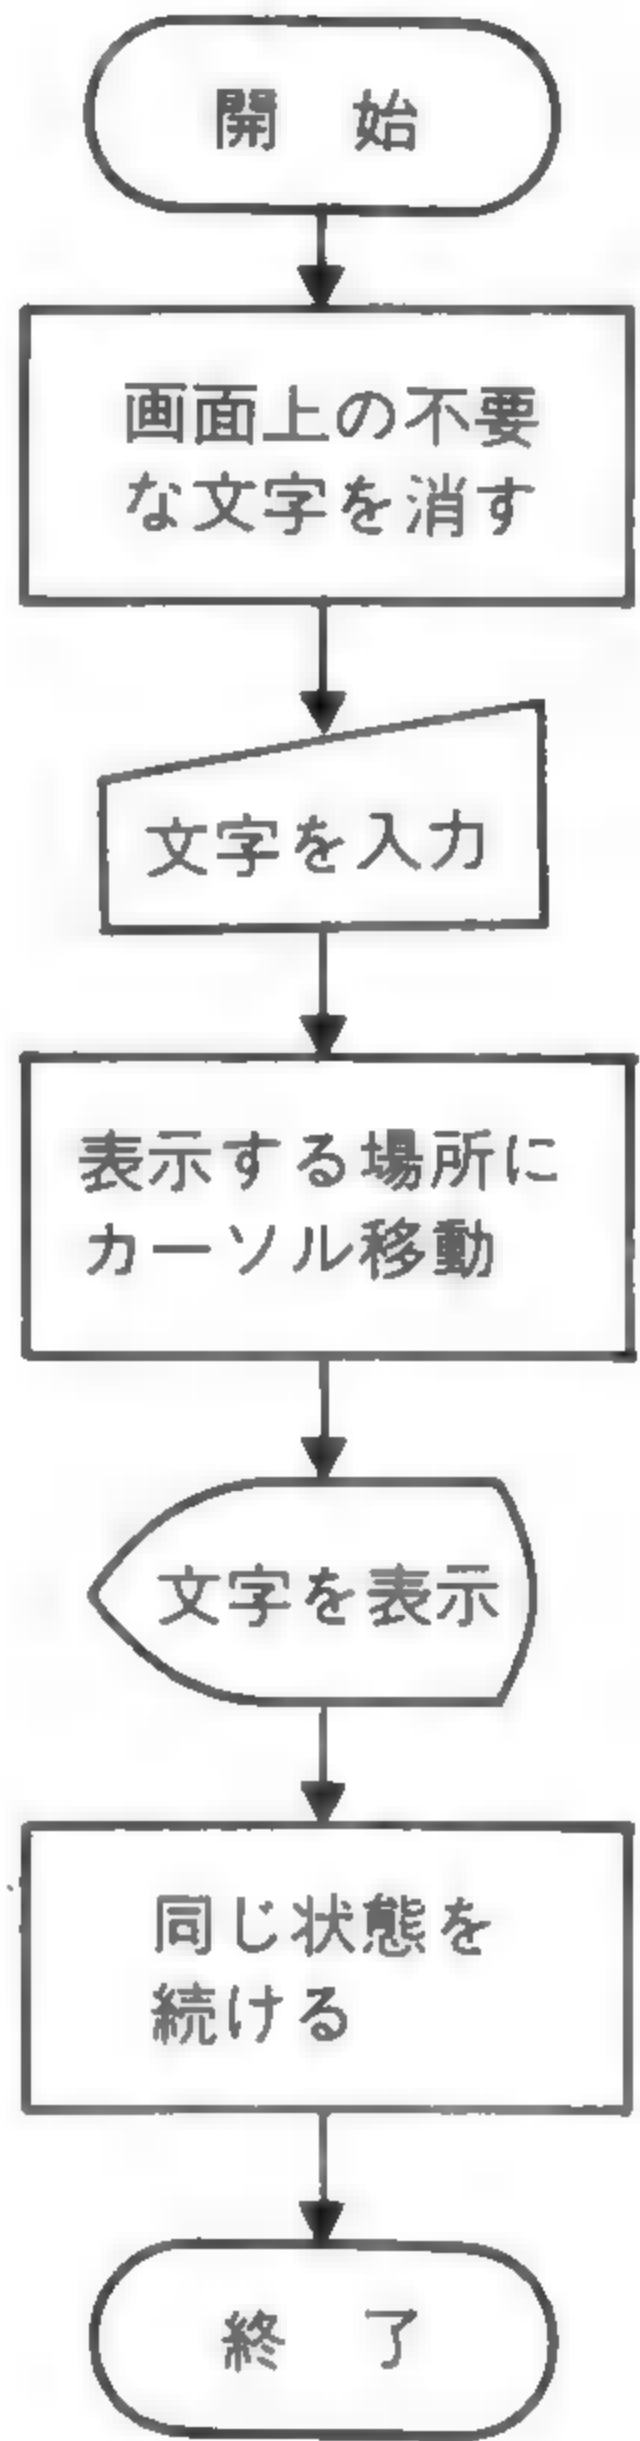 開 始
画面上の不要
な文字を消す
文字を入力
表示する場所に
カーソル移動
文字を表示
同じ状態を
続ける
終 了